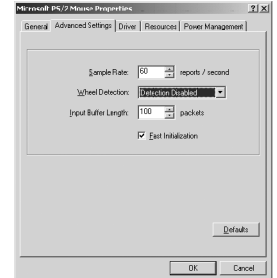 Microsoft PS/2 Mouse Properties
General Advanced Settings Driver Resources Power Management
Sample Rate: 60 reports / second
Wheel Detection: Detection Disabled
Input Buffer Length: 100 packets
Fast Initialization
Defaults
OK Cancel